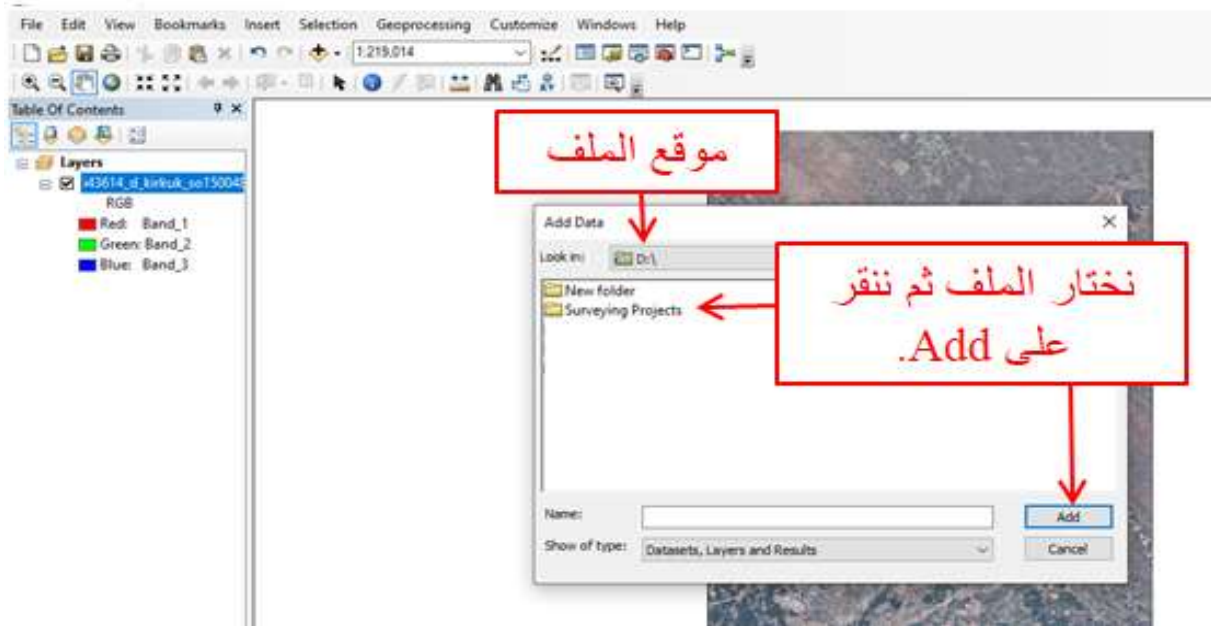 File Edit View Bookmarks Insert Selection Geoprocessing Customize Windows Help
1:219,014
Table Of Contents
Layers
RGB
Red: Band_1
Green: Band_2
Blue: Band_3
موقع الملف
Add Data
Look in: D:\
New folder
Surveying Projects
نختار الملف ثم ننقر
على Add.
Name:
Add
Show of type: Datasets, Layers and Results
Cancel